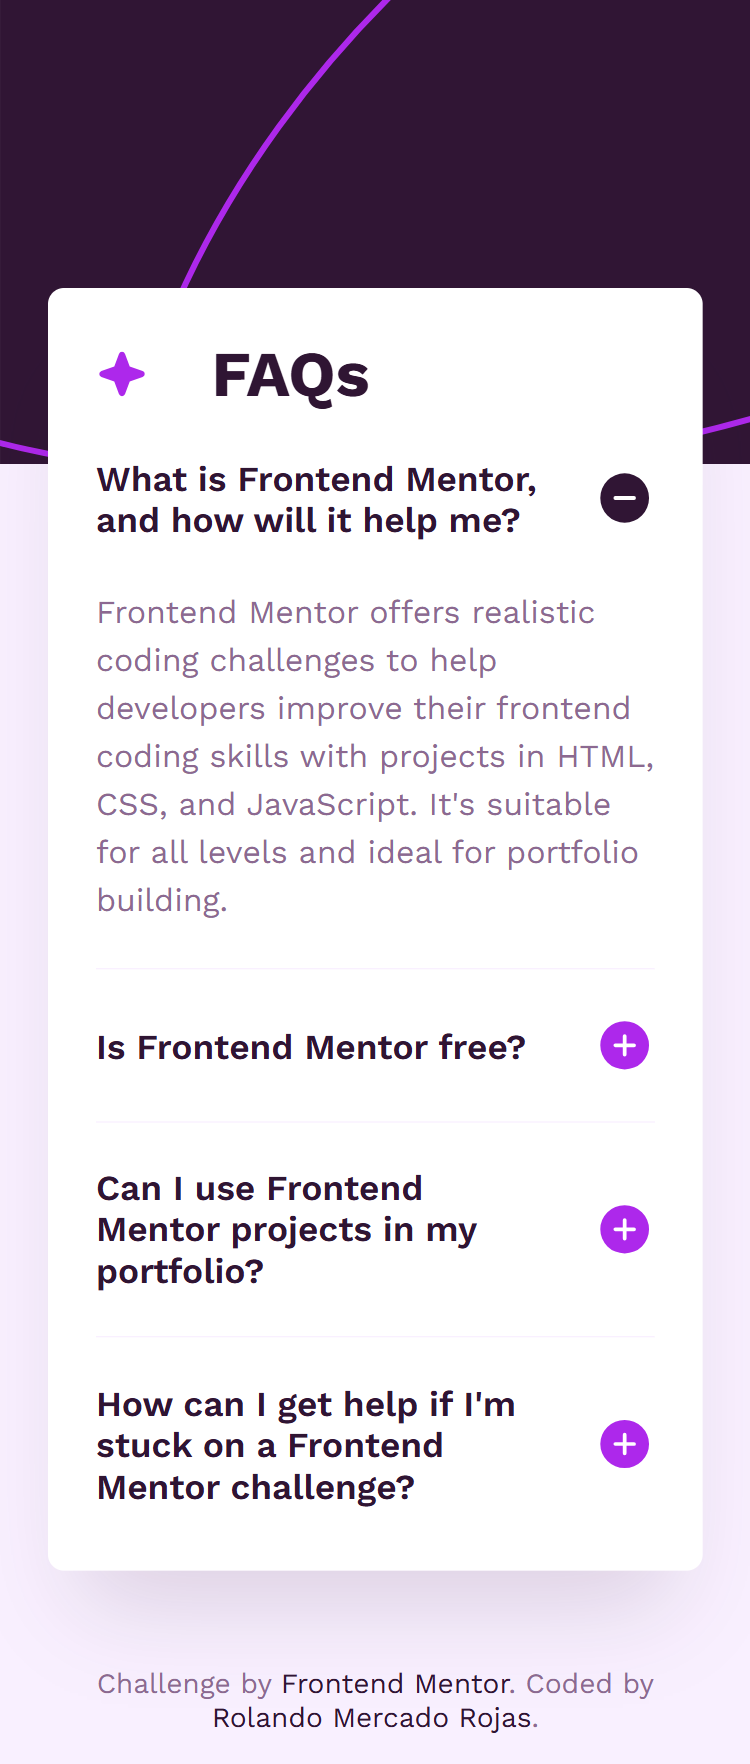 FAQs
What is Frontend Mentor,
and how will it help me?
Frontend Mentor offers realistic
coding challenges to help
developers improve their frontend
coding skills with projects in HTML,
CSS, and JavaScript. It's suitable
for all levels and ideal for portfolio
building.
Is Frontend Mentor free?
Can I use Frontend
Mentor projects in my
portfolio?
How can I get help if I'm
stuck on a Frontend
Mentor challenge?
Challenge by Frontend Mentor. Coded by
Rolando Mercado Rojas.